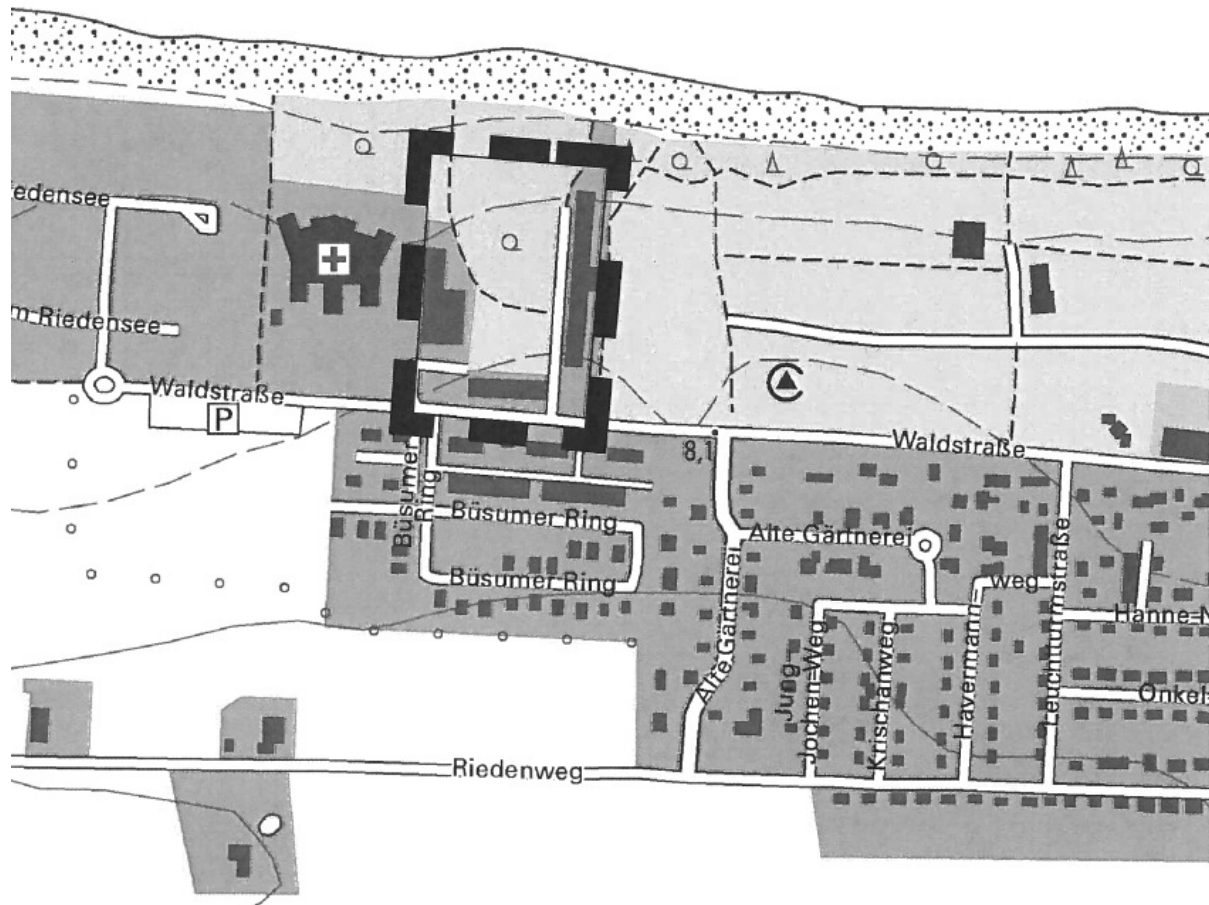 iedensee
m Riedensee
Waldstraße
P
Büsumer
Ring
Büsumer Ring
Büsumer Ring
8,1
Waldstraße
Alte Gärtnerei
Alte Gärtnerei
Jung-
Jochen-Weg
Krischanweg
Havermann-
weg
Leuchtturmstraße
Hanne-N
Onkel-
Riedenweg